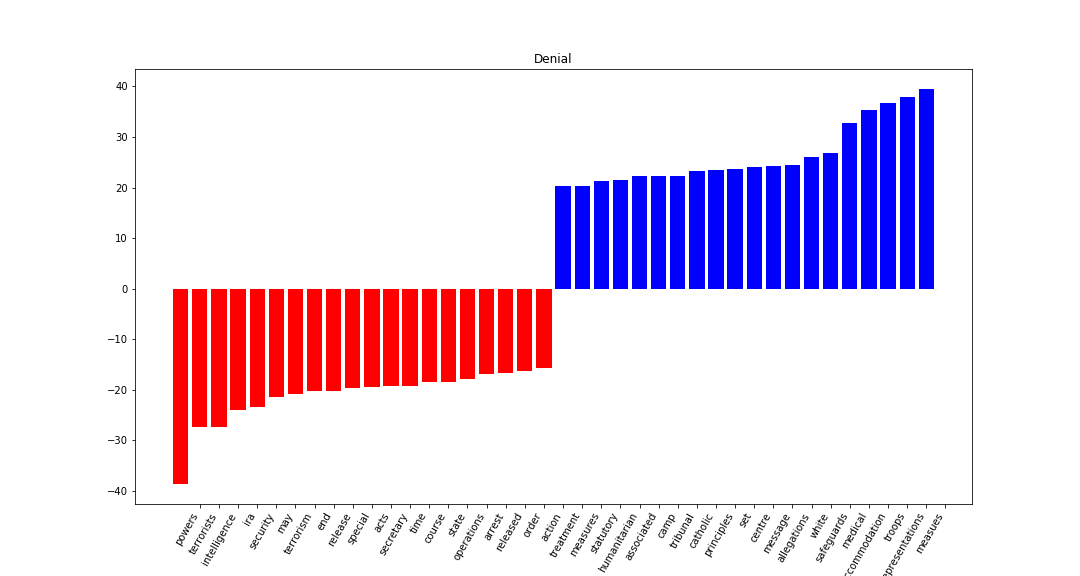 Denial
40
30
20
10
0
−10
−20
−30
−40
powers
terrorists
intelligence
ira
security
may
terrorism
end
release
special
acts
secretary
time
course
state
operations
arrest
released
order
action
treatment
measures
statutory
humanitarian
associated
camp
tribunal
catholic
principles
set
centre
message
allegations
white
safeguards
medical
ccommodation
troops
epresentations
measues